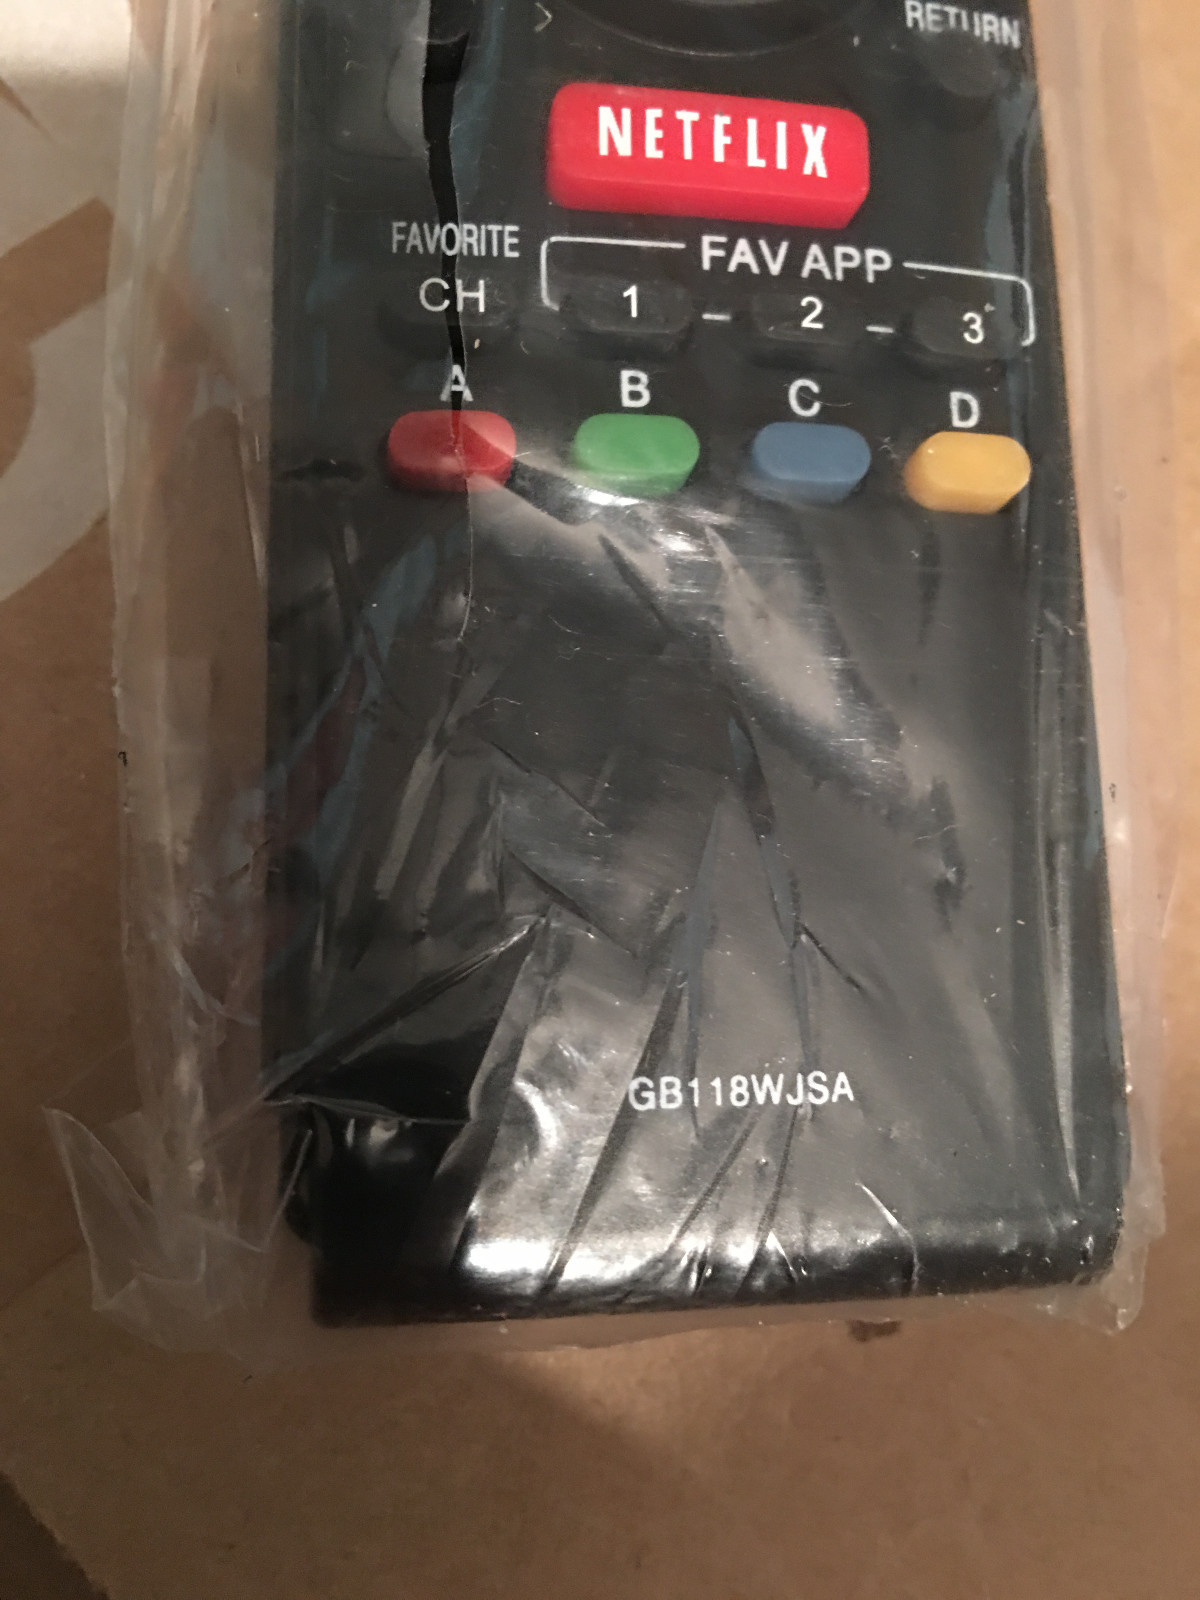 RETURN
NETFLIX
FAVORITE
CH
FAV APP
1 – 2 – 3
A B C D
GB118WJSA